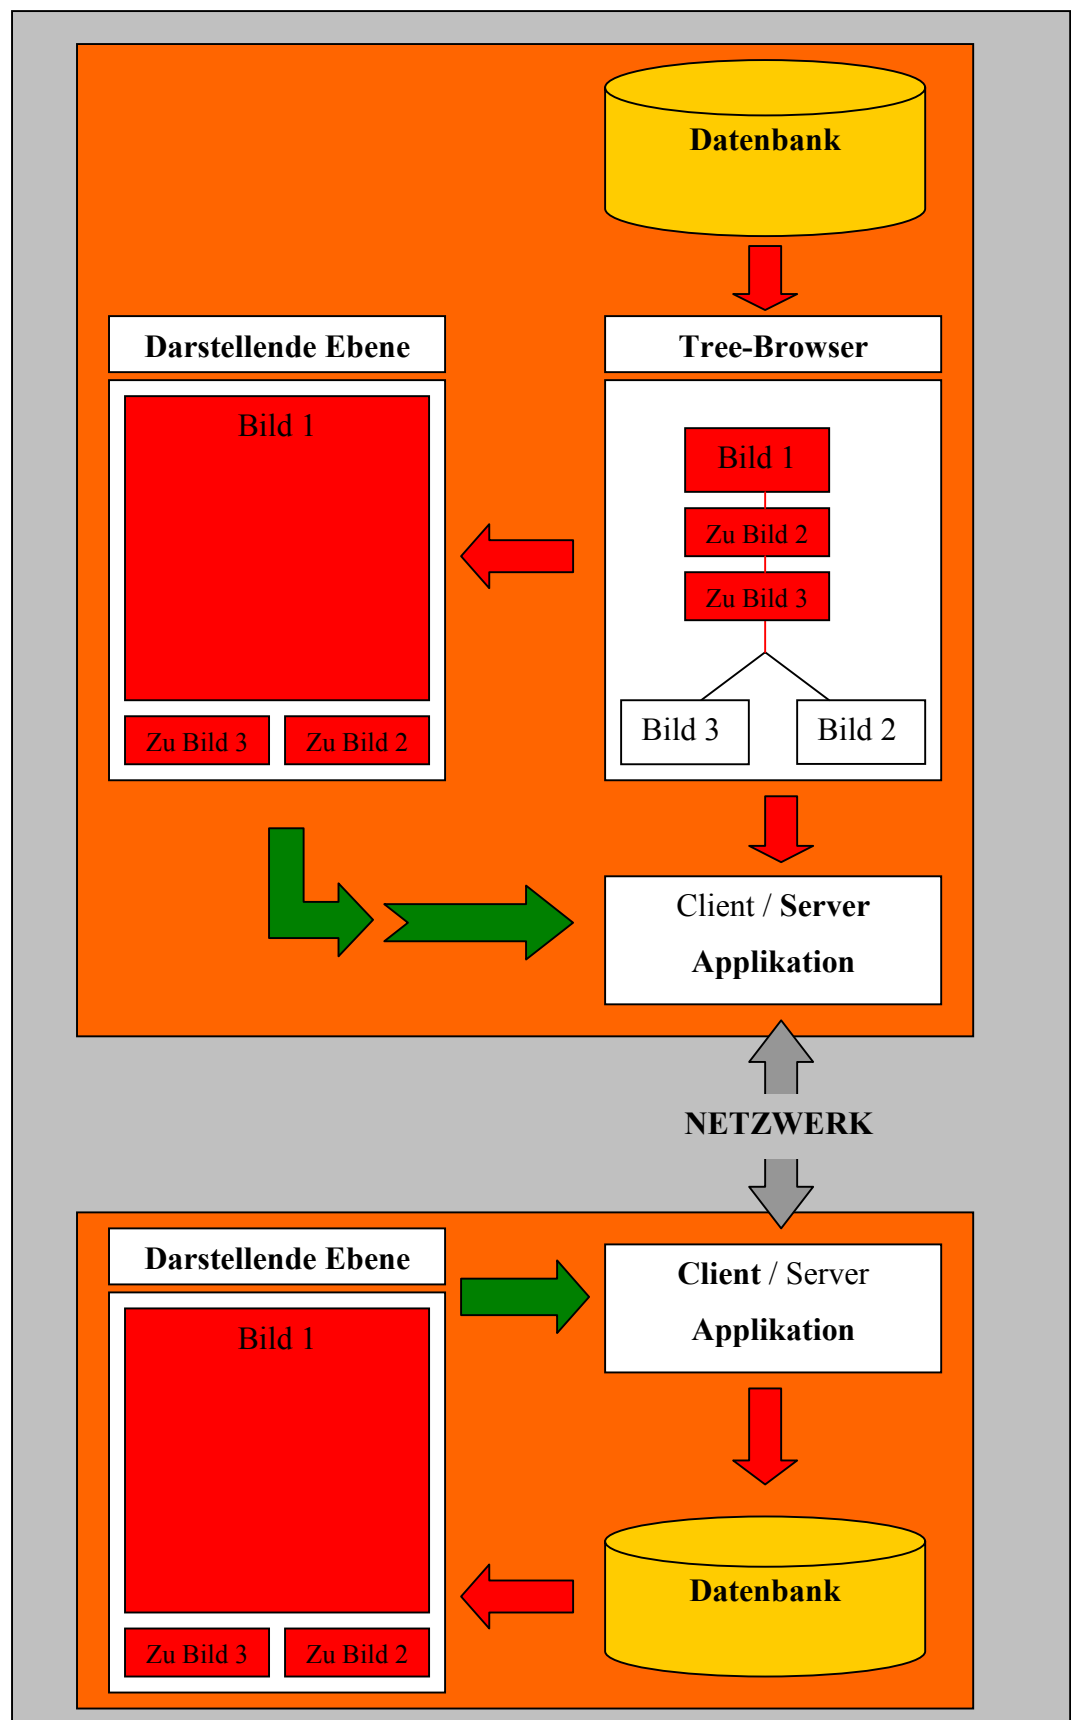 Datenbank
Darstellende Ebene
Tree-Browser
Bild 1
Bild 1
Zu Bild 2
Zu Bild 3
Bild 3
Bild 2
Zu Bild 3
Zu Bild 2
Client / Server
Applikation
NETZWERK
Darstellende Ebene
Client / Server
Applikation
Bild 1
Datenbank
Zu Bild 3
Zu Bild 2